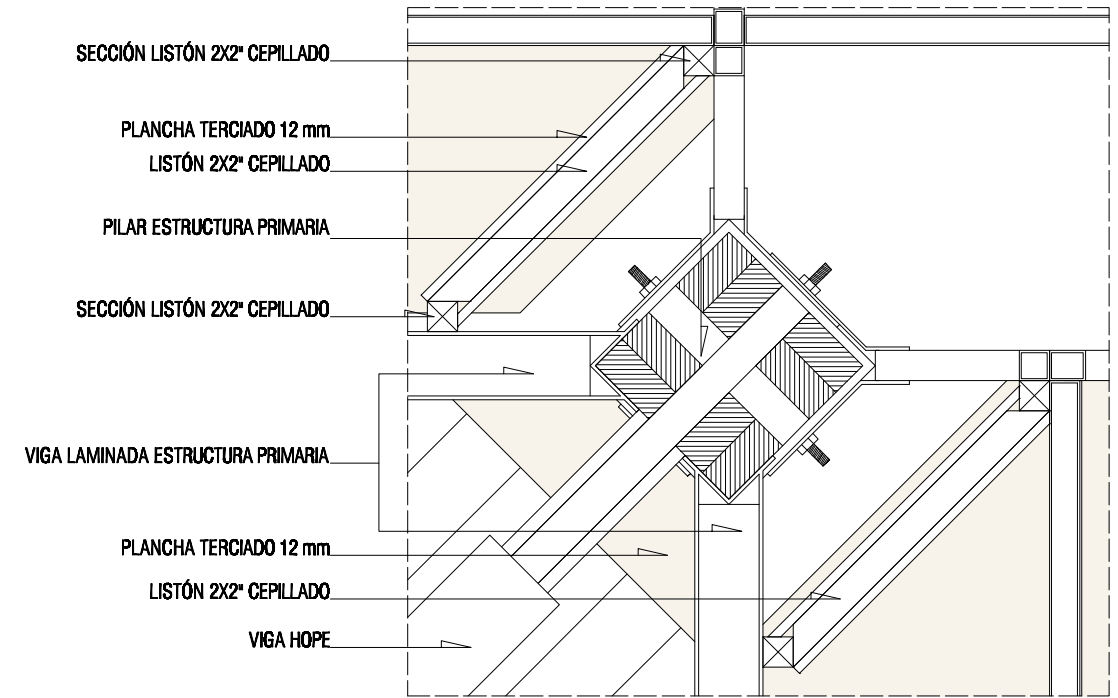 SECCIÓN LISTÓN 2X2" CEPILLADO
PLANCHA TERCIADO 12 mm
LISTÓN 2X2" CEPILLADO
PILAR ESTRUCTURA PRIMARIA
SECCIÓN LISTÓN 2X2" CEPILLADO
VIGA LAMINADA ESTRUCTURA PRIMARIA
PLANCHA TERCIADO 12 mm
LISTÓN 2X2" CEPILLADO
VIGA HOPE